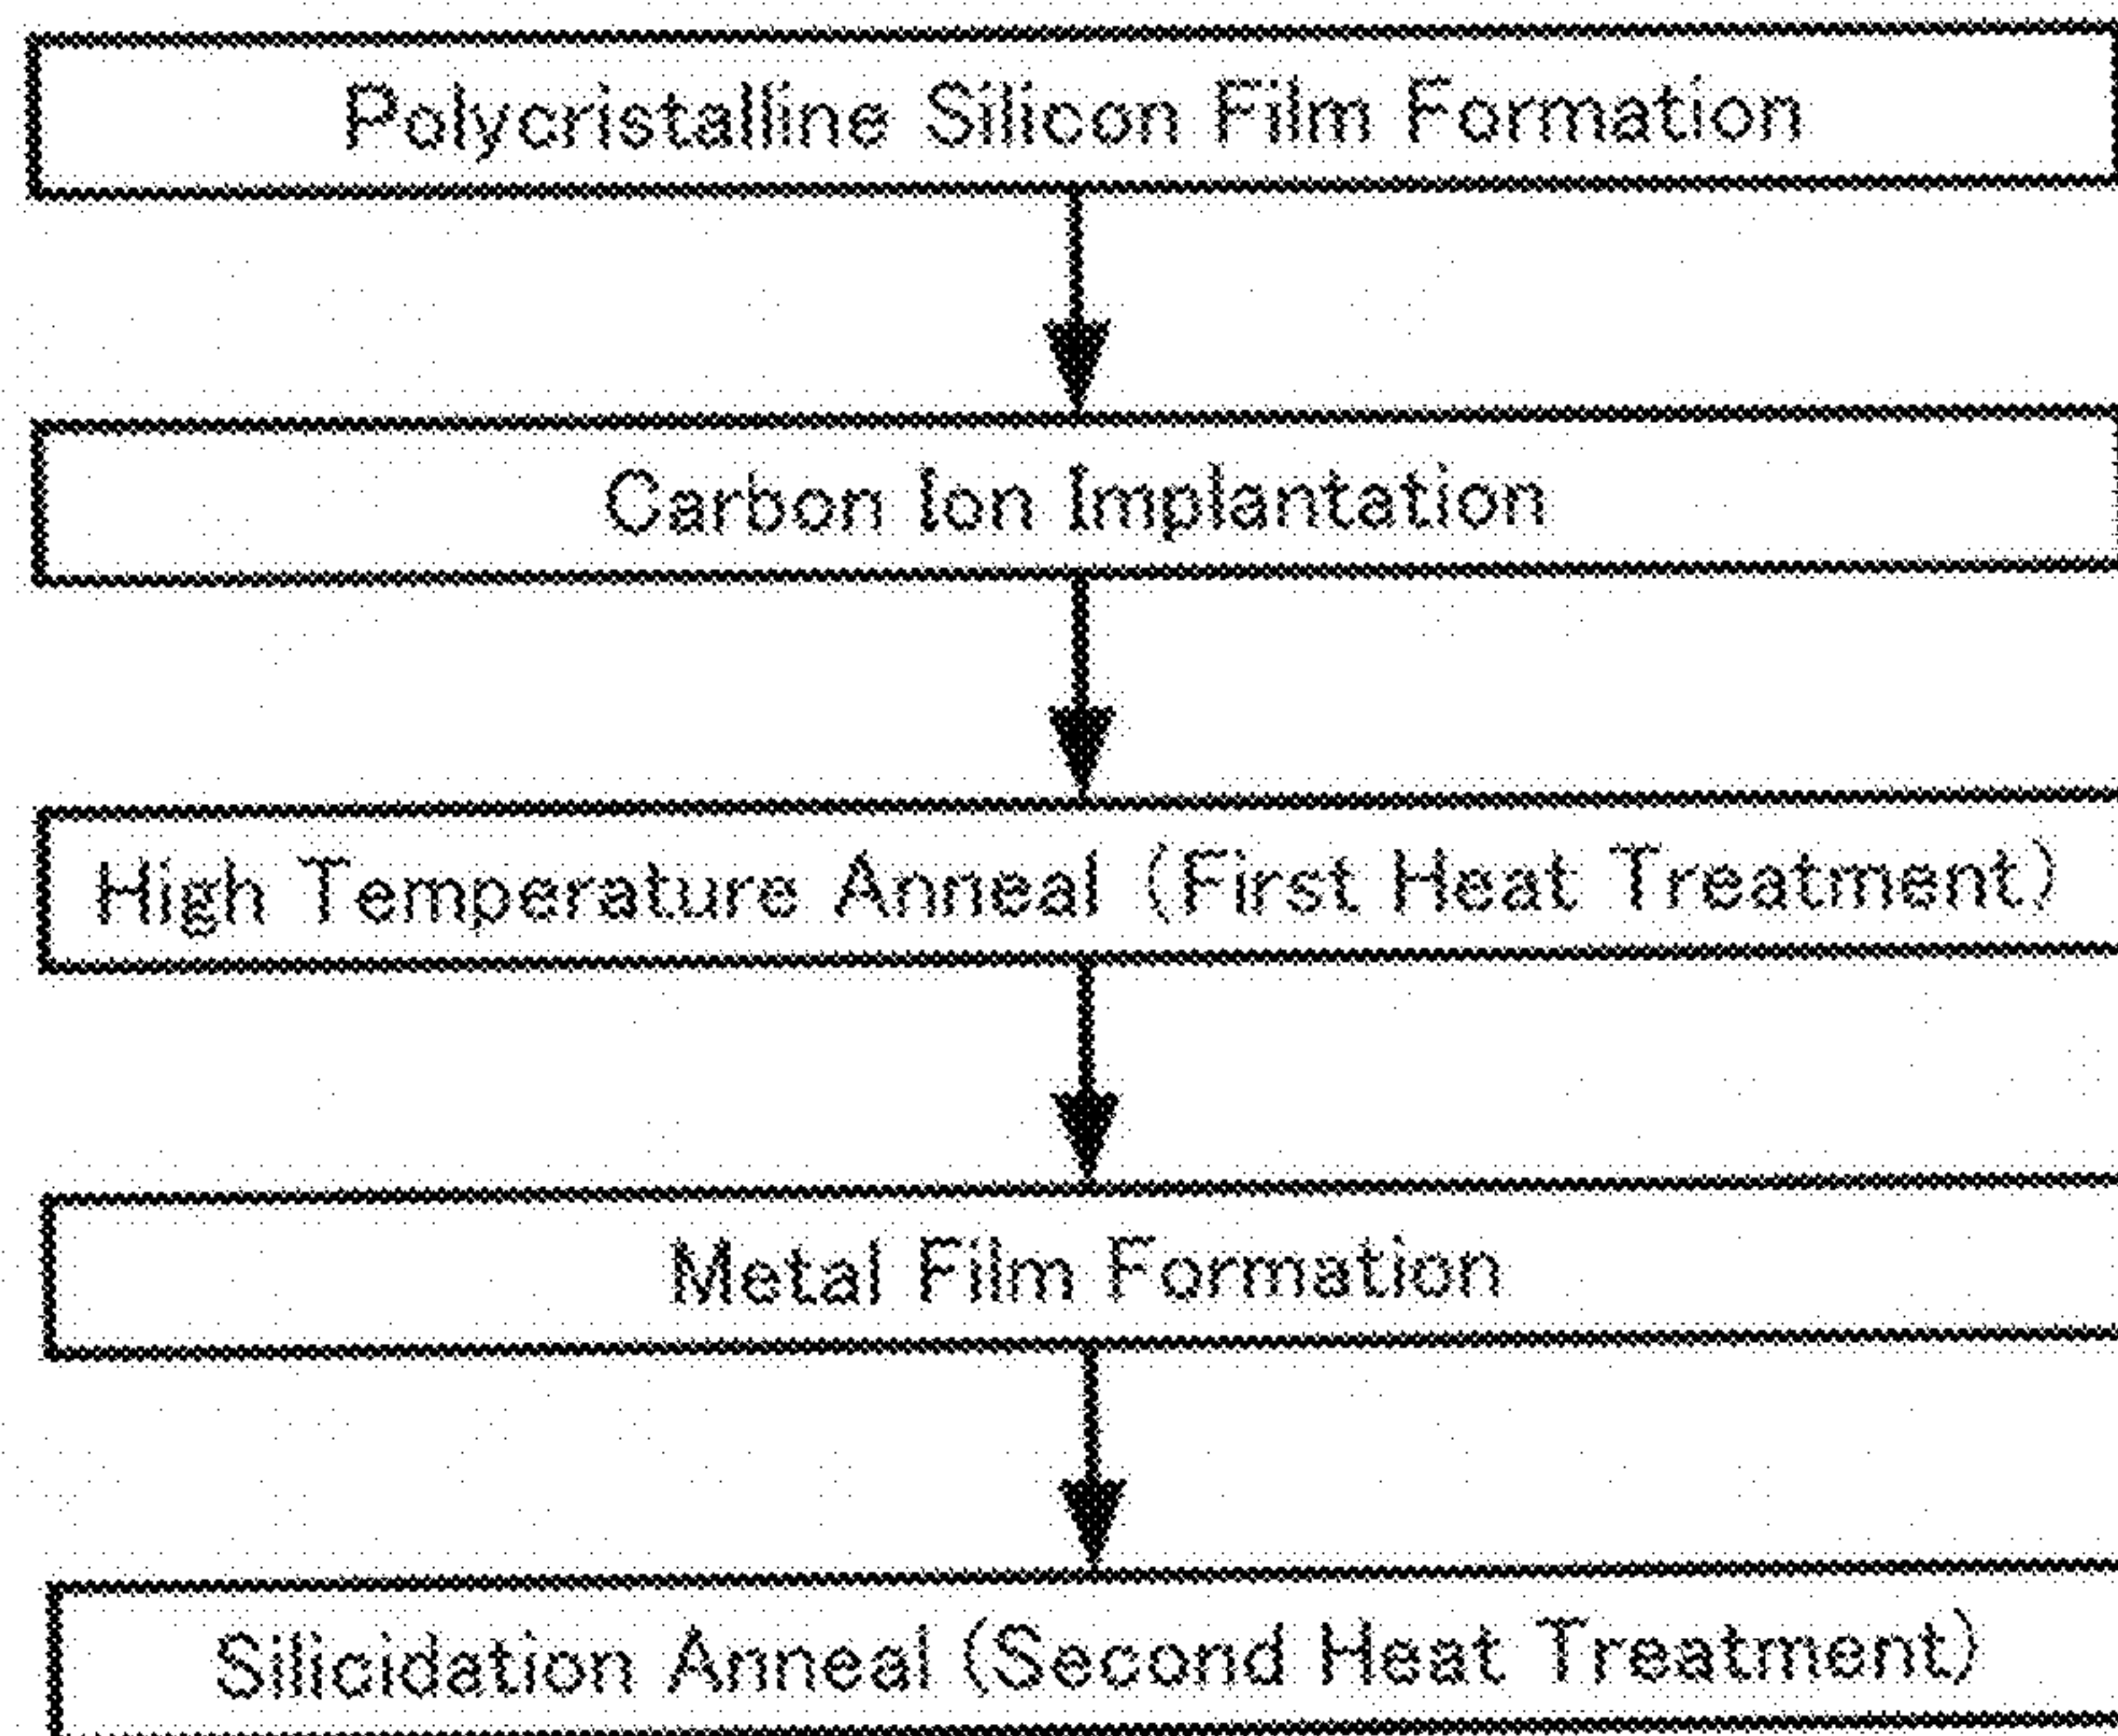 Polycristalline Silicon Film Formation
Carbon Ion Implantation
High Temperature Anneal (First Heat Treatment)
Metal Film Formation
Silicidation Anneal (Second Heat Treatment)